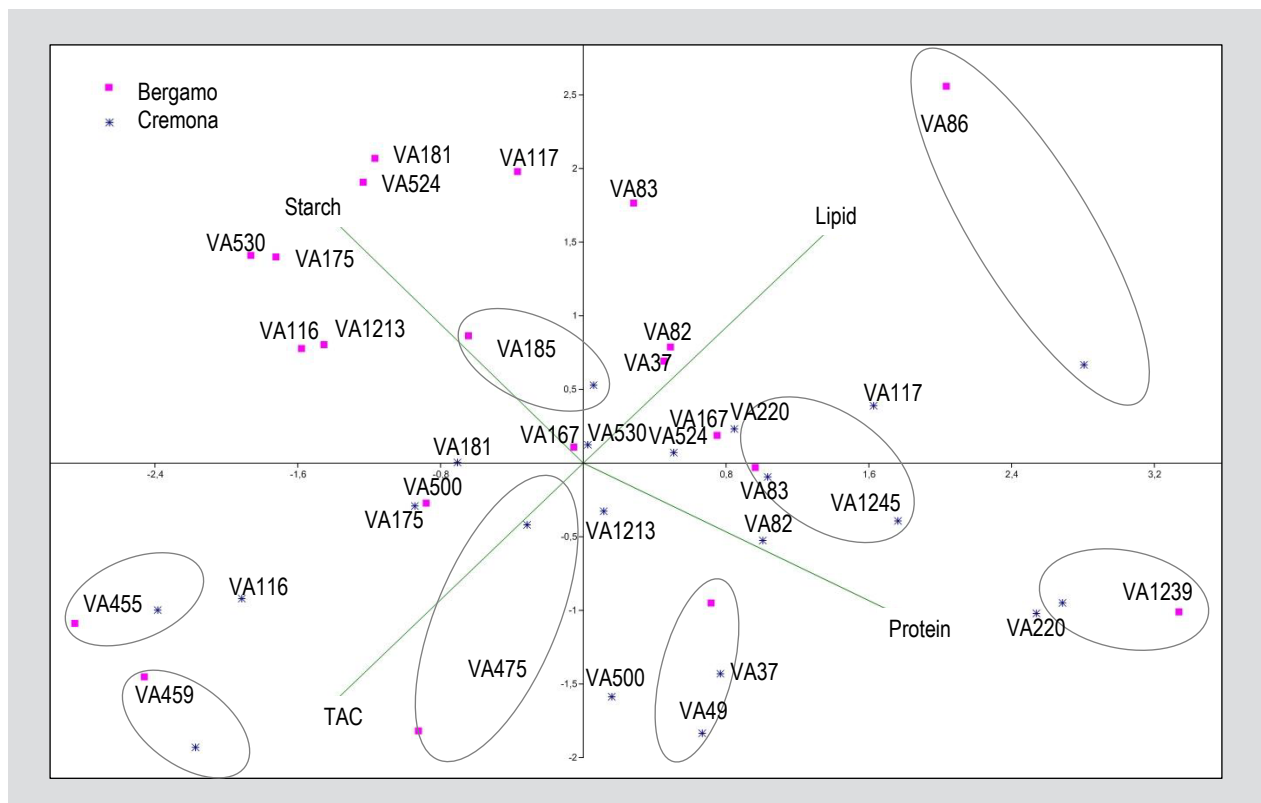 Bergamo
Cremona
2,5
VA86
VA181
VA117
VA524
2
VA83
Starch
Lipid
VA530
VA175
1,5
VA116
VA1213
1
VA82
VA185
VA37
0,5
VA117
VA167
VA220
VA167
VA530
VA524
VA181
-2,4
-1,6
-0,8
0,8
1,6
2,4
3,2
VA500
VA83
VA175
VA1245
VA1213
VA82
-0,5
VA116
VA455
-1
VA1239
Protein
VA220
VA475
VA500
VA37
-1,5
VA459
VA49
TAC
-2